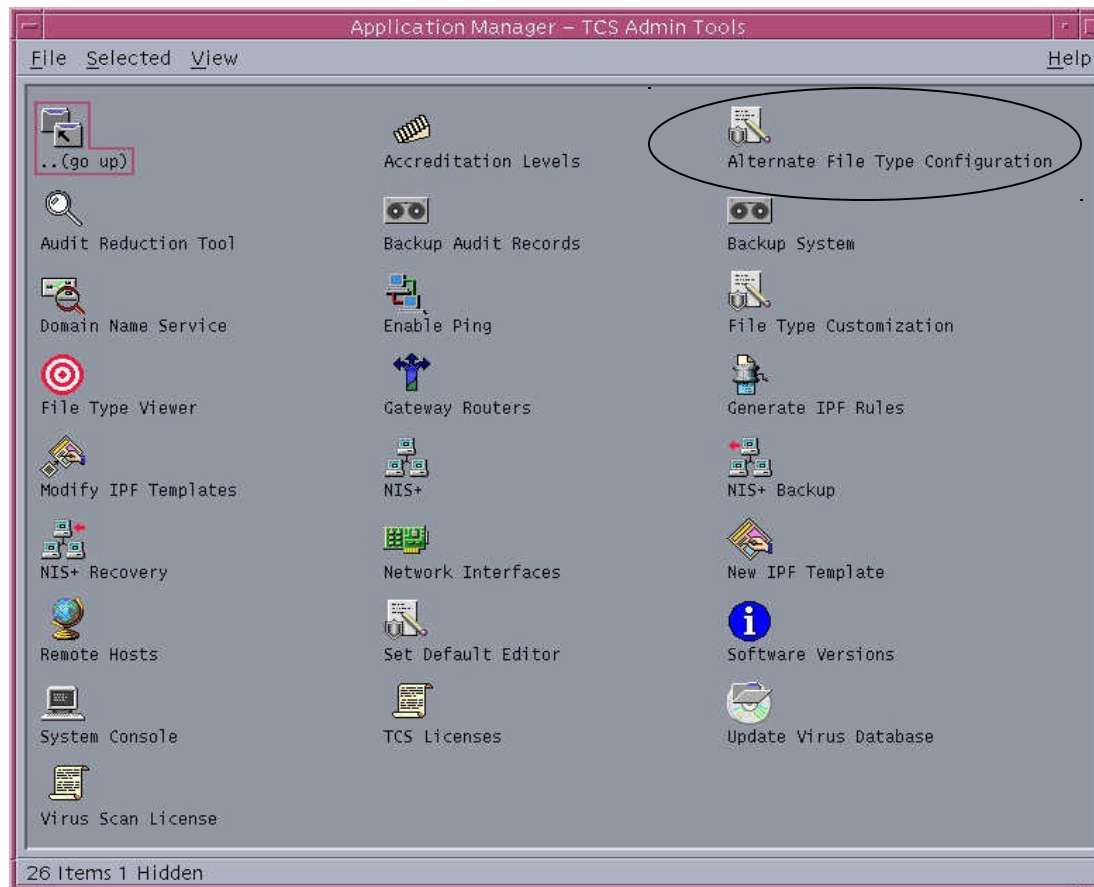 Application Manager – TCS Admin Tools
File Selected View Help
..(go up) Accreditation Levels Alternate File Type Configuration
Audit Reduction Tool Backup Audit Records Backup System
Domain Name Service Enable Ping File Type Customization
File Type Viewer Gateway Routers Generate IPF Rules
Modify IPF Templates NIS+ NIS+ Backup
NIS+ Recovery Network Interfaces New IPF Template
Remote Hosts Set Default Editor Software Versions
System Console TCS Licenses Update Virus Database
Virus Scan License
26 Items 1 Hidden